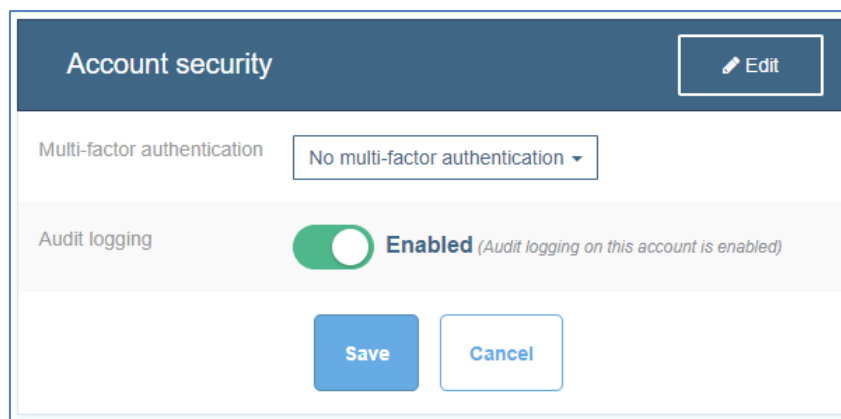 Account security
Edit
Multi-factor authentication
No multi-factor authentication
Audit logging
Enabled (Audit logging on this account is enabled)
Save
Cancel